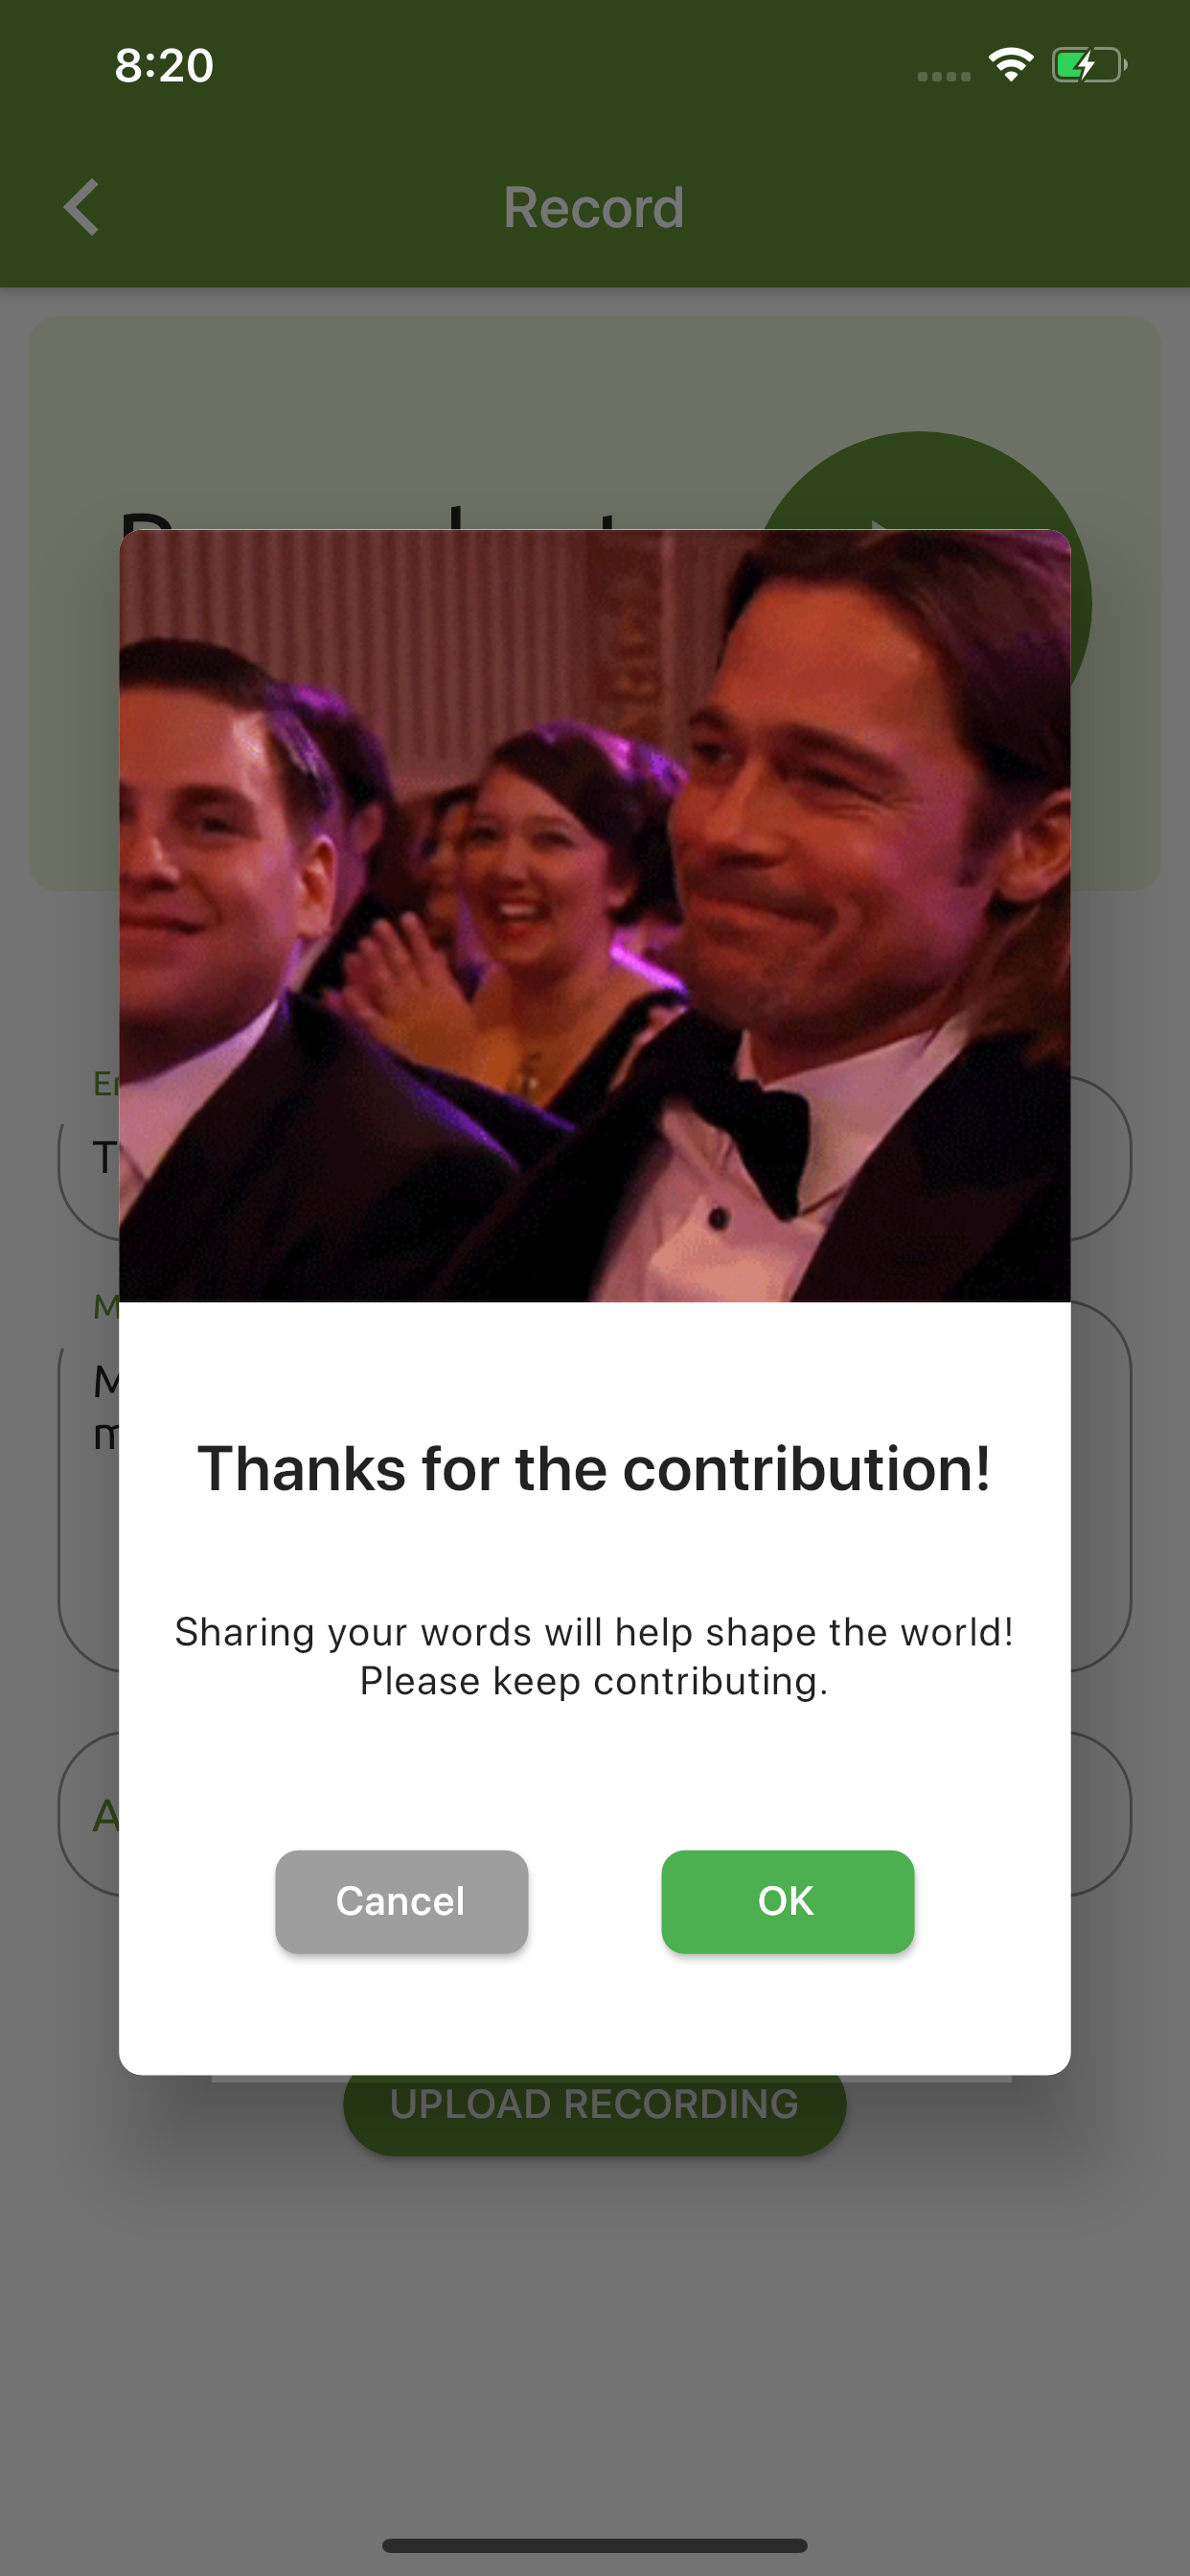 8:20
Record
Thanks for the contribution!
Sharing your words will help shape the world!
Please keep contributing.
Cancel
OK
UPLOAD RECORDING